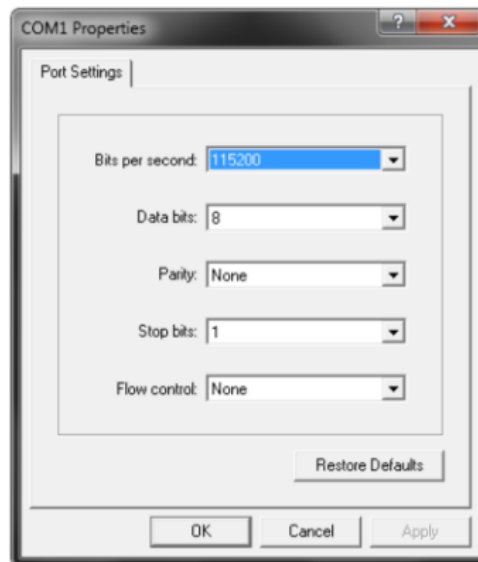 COM1 Properties
Port Settings
Bits per second: 115200
Data bits: 8
Parity: None
Stop bits: 1
Flow control: None
Restore Defaults
OK Cancel Apply